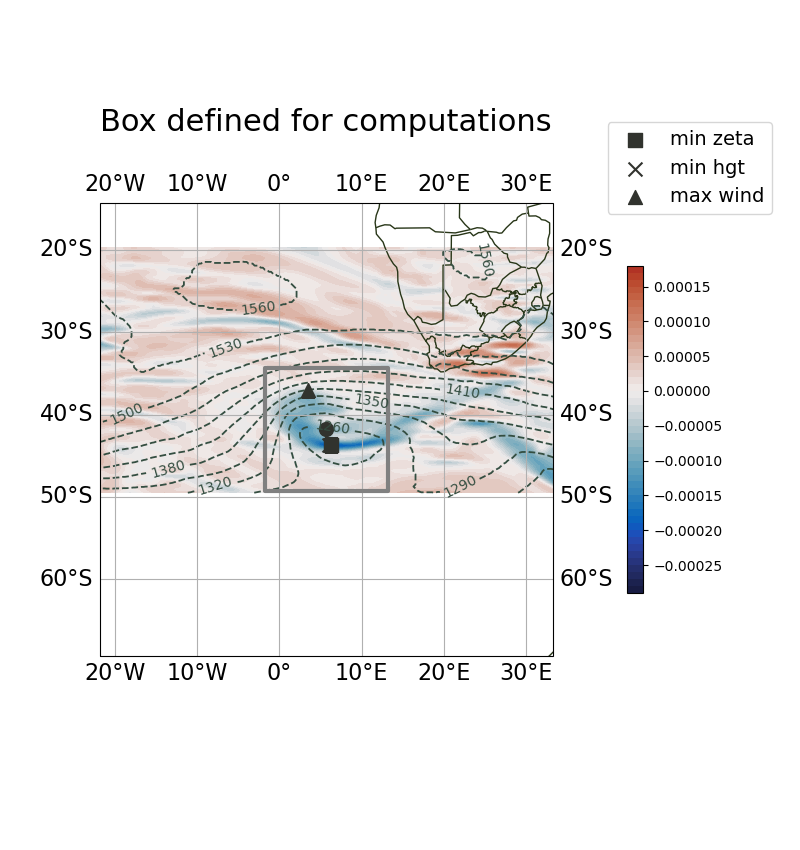 Box defined for computations
min zeta
min hgt
max wind
20°W 10°W 0° 10°E 20°E 30°E
20°S 20°S
30°S 30°S
40°S 40°S
50°S 50°S
60°S 60°S
20°W 10°W 0° 10°E 20°E 30°E
1560
1560
1530
1500
1410
1350
1380
1320
1290
0.00015
0.00010
0.00005
0.00000
−0.00005
−0.00010
−0.00015
−0.00020
−0.00025